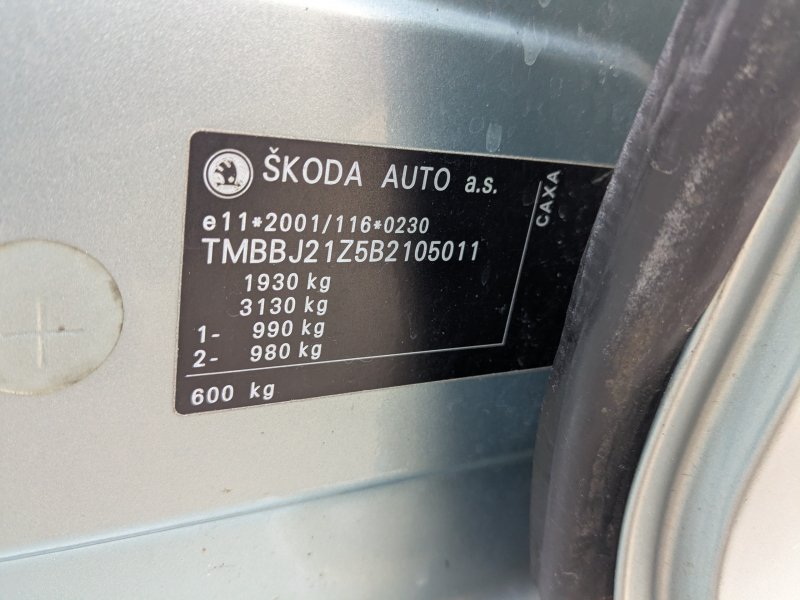 ŠKODA AUTO a.s.
e11*2001/116*0230
TMBBJ21Z5B2105011
1930 kg
3130 kg
1- 990 kg
2- 980 kg
600 kg
CAXA